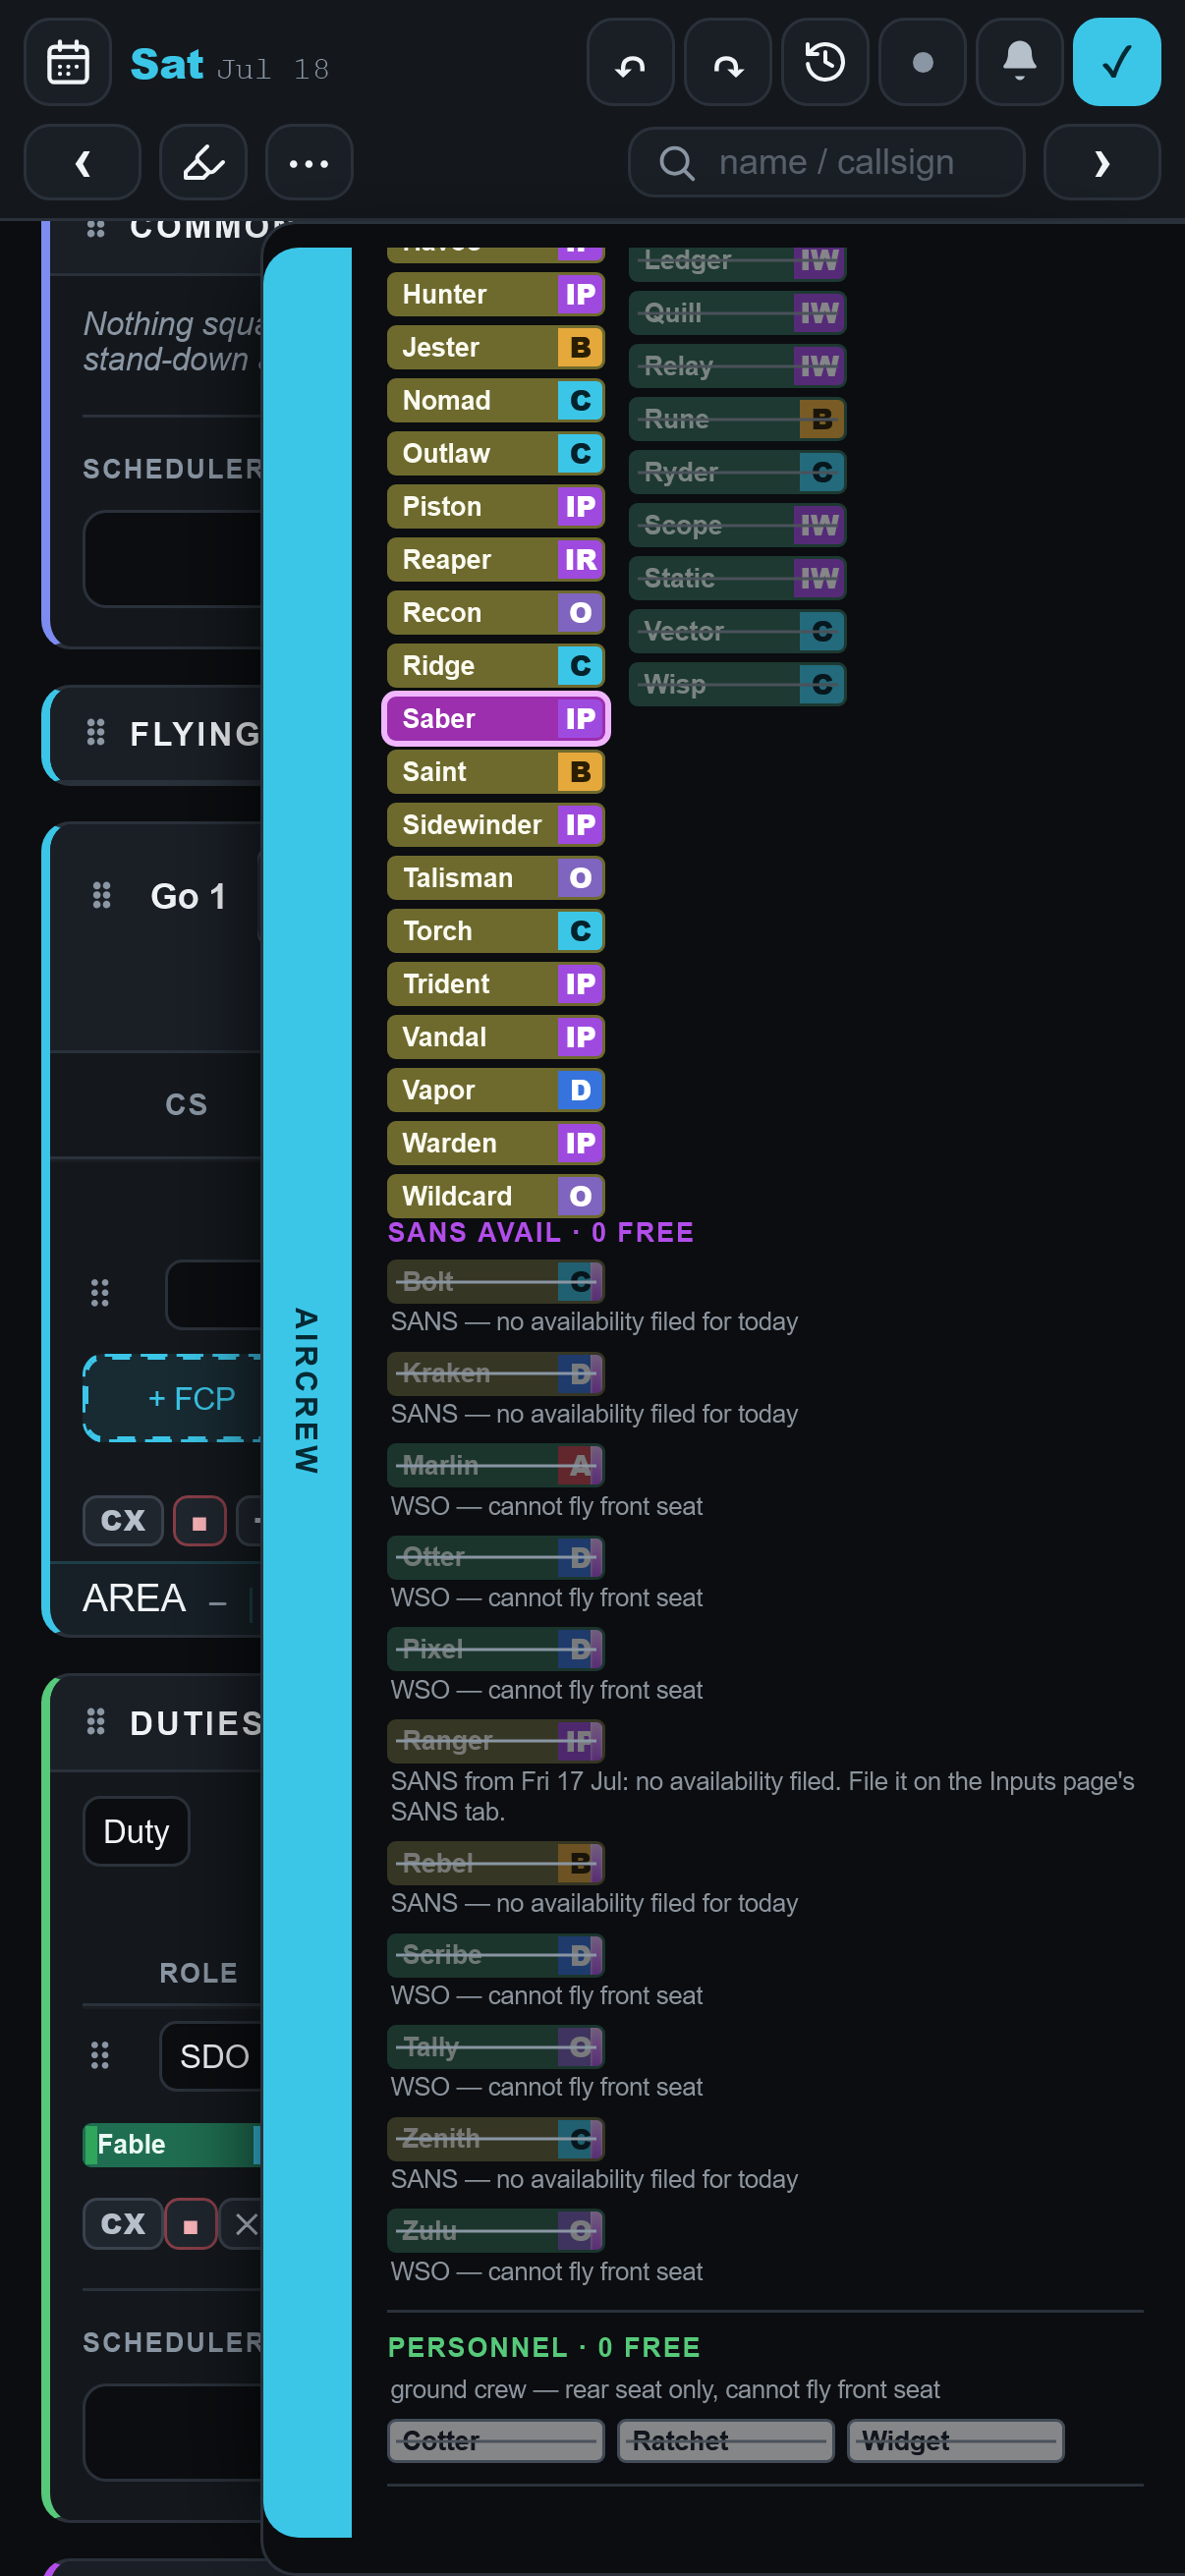 Sat Jul 18
name / callsign
COMMON
Nothing squa
stand-down
SCHEDULER
FLYING
Go 1
CS
+ FCP
CX
AREA –
DUTIES
Duty
ROLE
SDO
Fable
CX
SCHEDULER
AIRCREW
Hunter IP
Jester B
Nomad C
Outlaw C
Piston IP
Reaper IR
Recon O
Ridge C
Saber IP
Saint B
Sidewinder IP
Talisman O
Torch C
Trident IP
Vandal IP
Vapor D
Warden IP
Wildcard O
Ledger IW
Quill IW
Relay IW
Rune B
Ryder C
Scope IW
Static IW
Vector C
Wisp C
SANS AVAIL · 0 FREE
Bolt C
SANS — no availability filed for today
Kraken D
SANS — no availability filed for today
Marlin A
WSO — cannot fly front seat
Otter D
WSO — cannot fly front seat
Pixel D
WSO — cannot fly front seat
Ranger IP
SANS from Fri 17 Jul: no availability filed. File it on the Inputs page's
SANS tab.
Rebel B
SANS — no availability filed for today
Scribe D
WSO — cannot fly front seat
Tally O
WSO — cannot fly front seat
Zenith C
SANS — no availability filed for today
Zulu O
WSO — cannot fly front seat
PERSONNEL · 0 FREE
ground crew — rear seat only, cannot fly front seat
Cotter Ratchet Widget